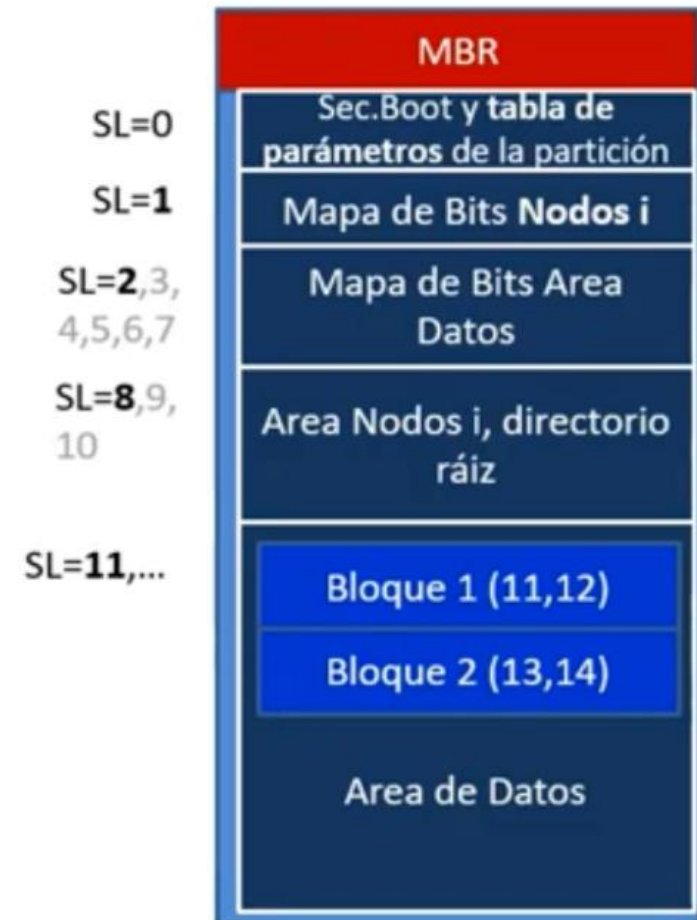 MBR
SL=0
Sec.Boot y tabla de
parámetros de la partición
SL=1
Mapa de Bits Nodos i
SL=2,3,
4,5,6,7
Mapa de Bits Area
Datos
SL=8,9,
10
Area Nodos i, directorio
ráiz
SL=11,...
Bloque 1 (11,12)
Bloque 2 (13,14)
Area de Datos